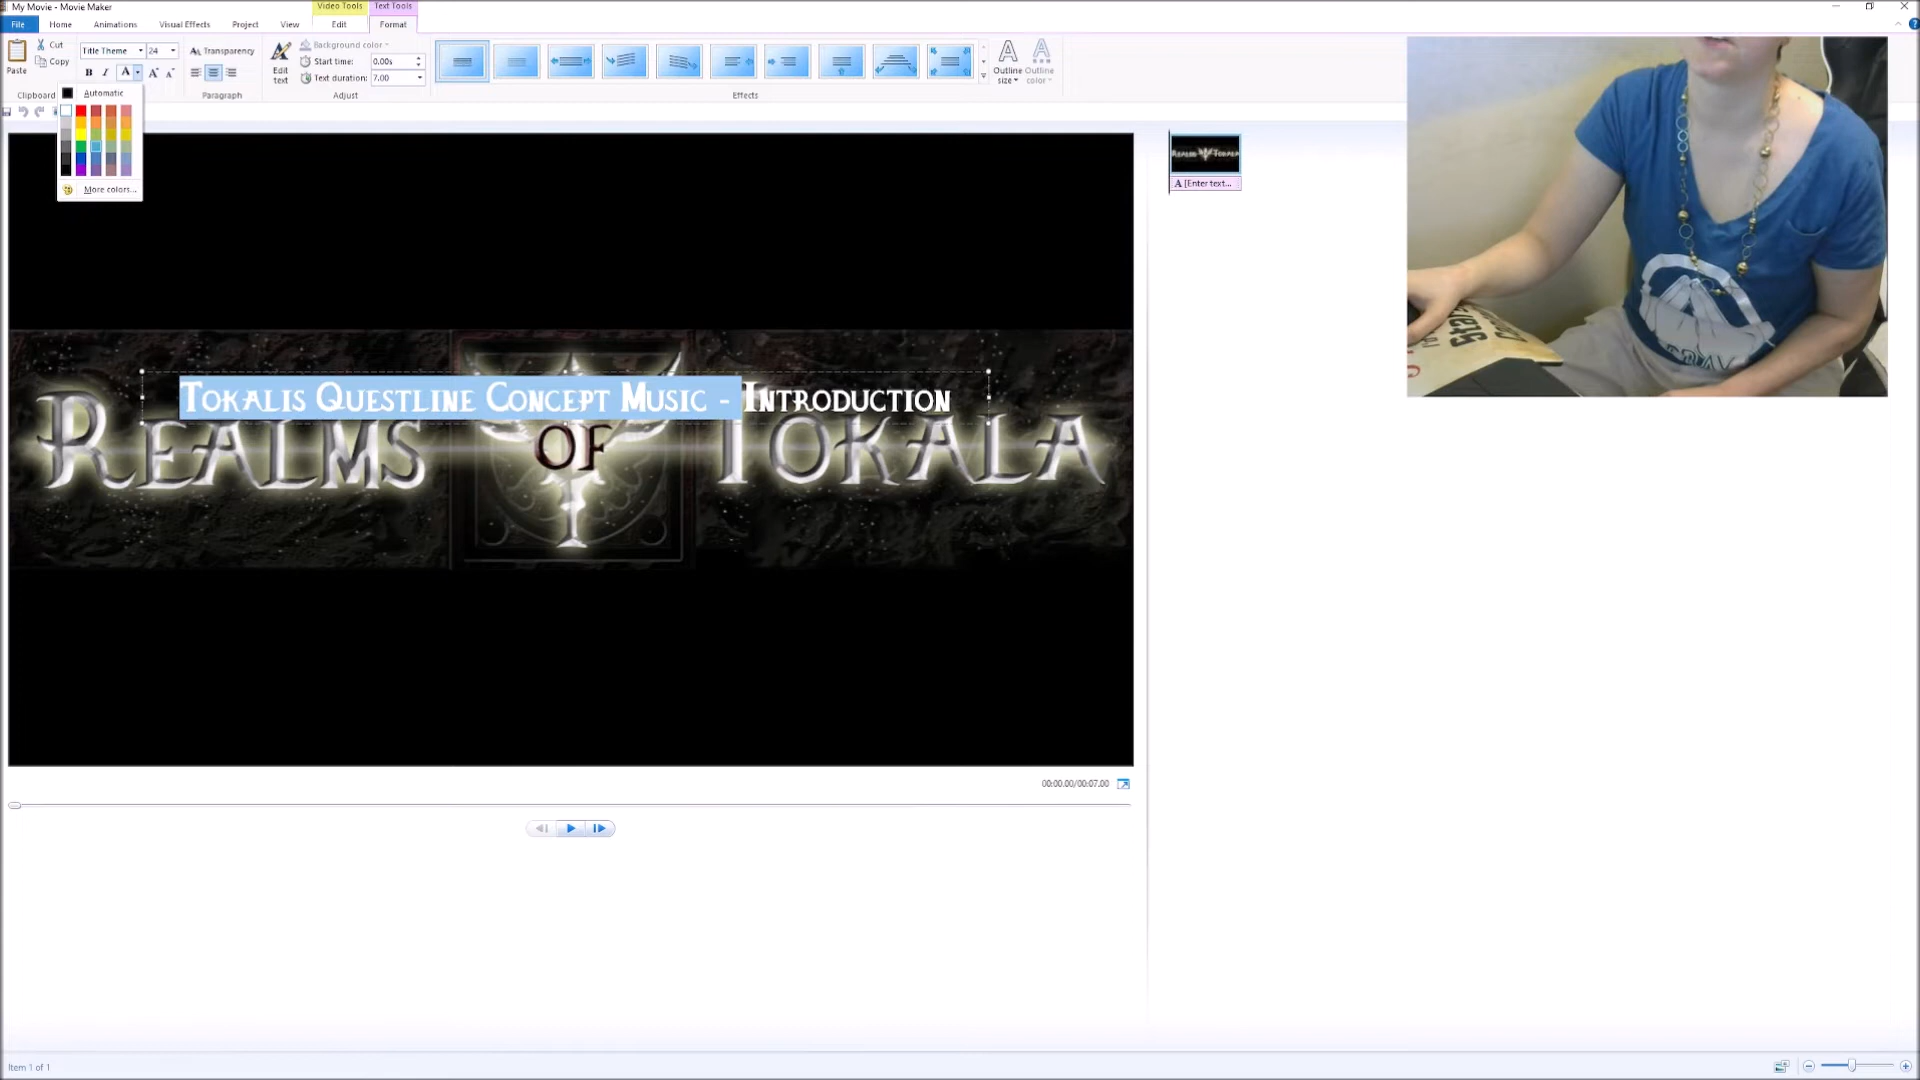 My Movie - Movie Maker
Video Tools
Text Tools
File
Home
Animations
Visual Effects
Project
View
Edit
Format
Paste
Cut
Copy
Clipboard
Title Theme
24
B
I
A
Transparency
Paragraph
Edit text
Background color
Start time:
0.00s
Text duration:
7.00
Adjust
Effects
Outline size
Outline color
Automatic
More colors...
Tokalis Questline Concept Music - Introduction
Realms of Tokala
Realms Tokala
A [Enter text...
00:00.00/00:07.00
Item 1 of 1